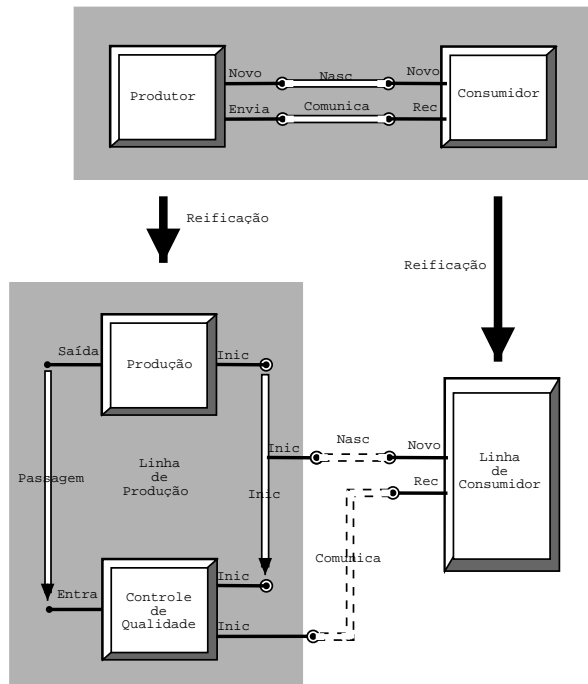 Novo
Nasc
Novo
Produtor
Consumidor
Envia
Comunica
Rec
Reificação
Reificação
Saída
Produção
Inic
Nasc
Inic
Novo
Linha
de
Produção
Passagem
Inic
Linha
de
Consumidor
Rec
Comunica
Entra
Inic
Controle
de
Qualidade
Inic